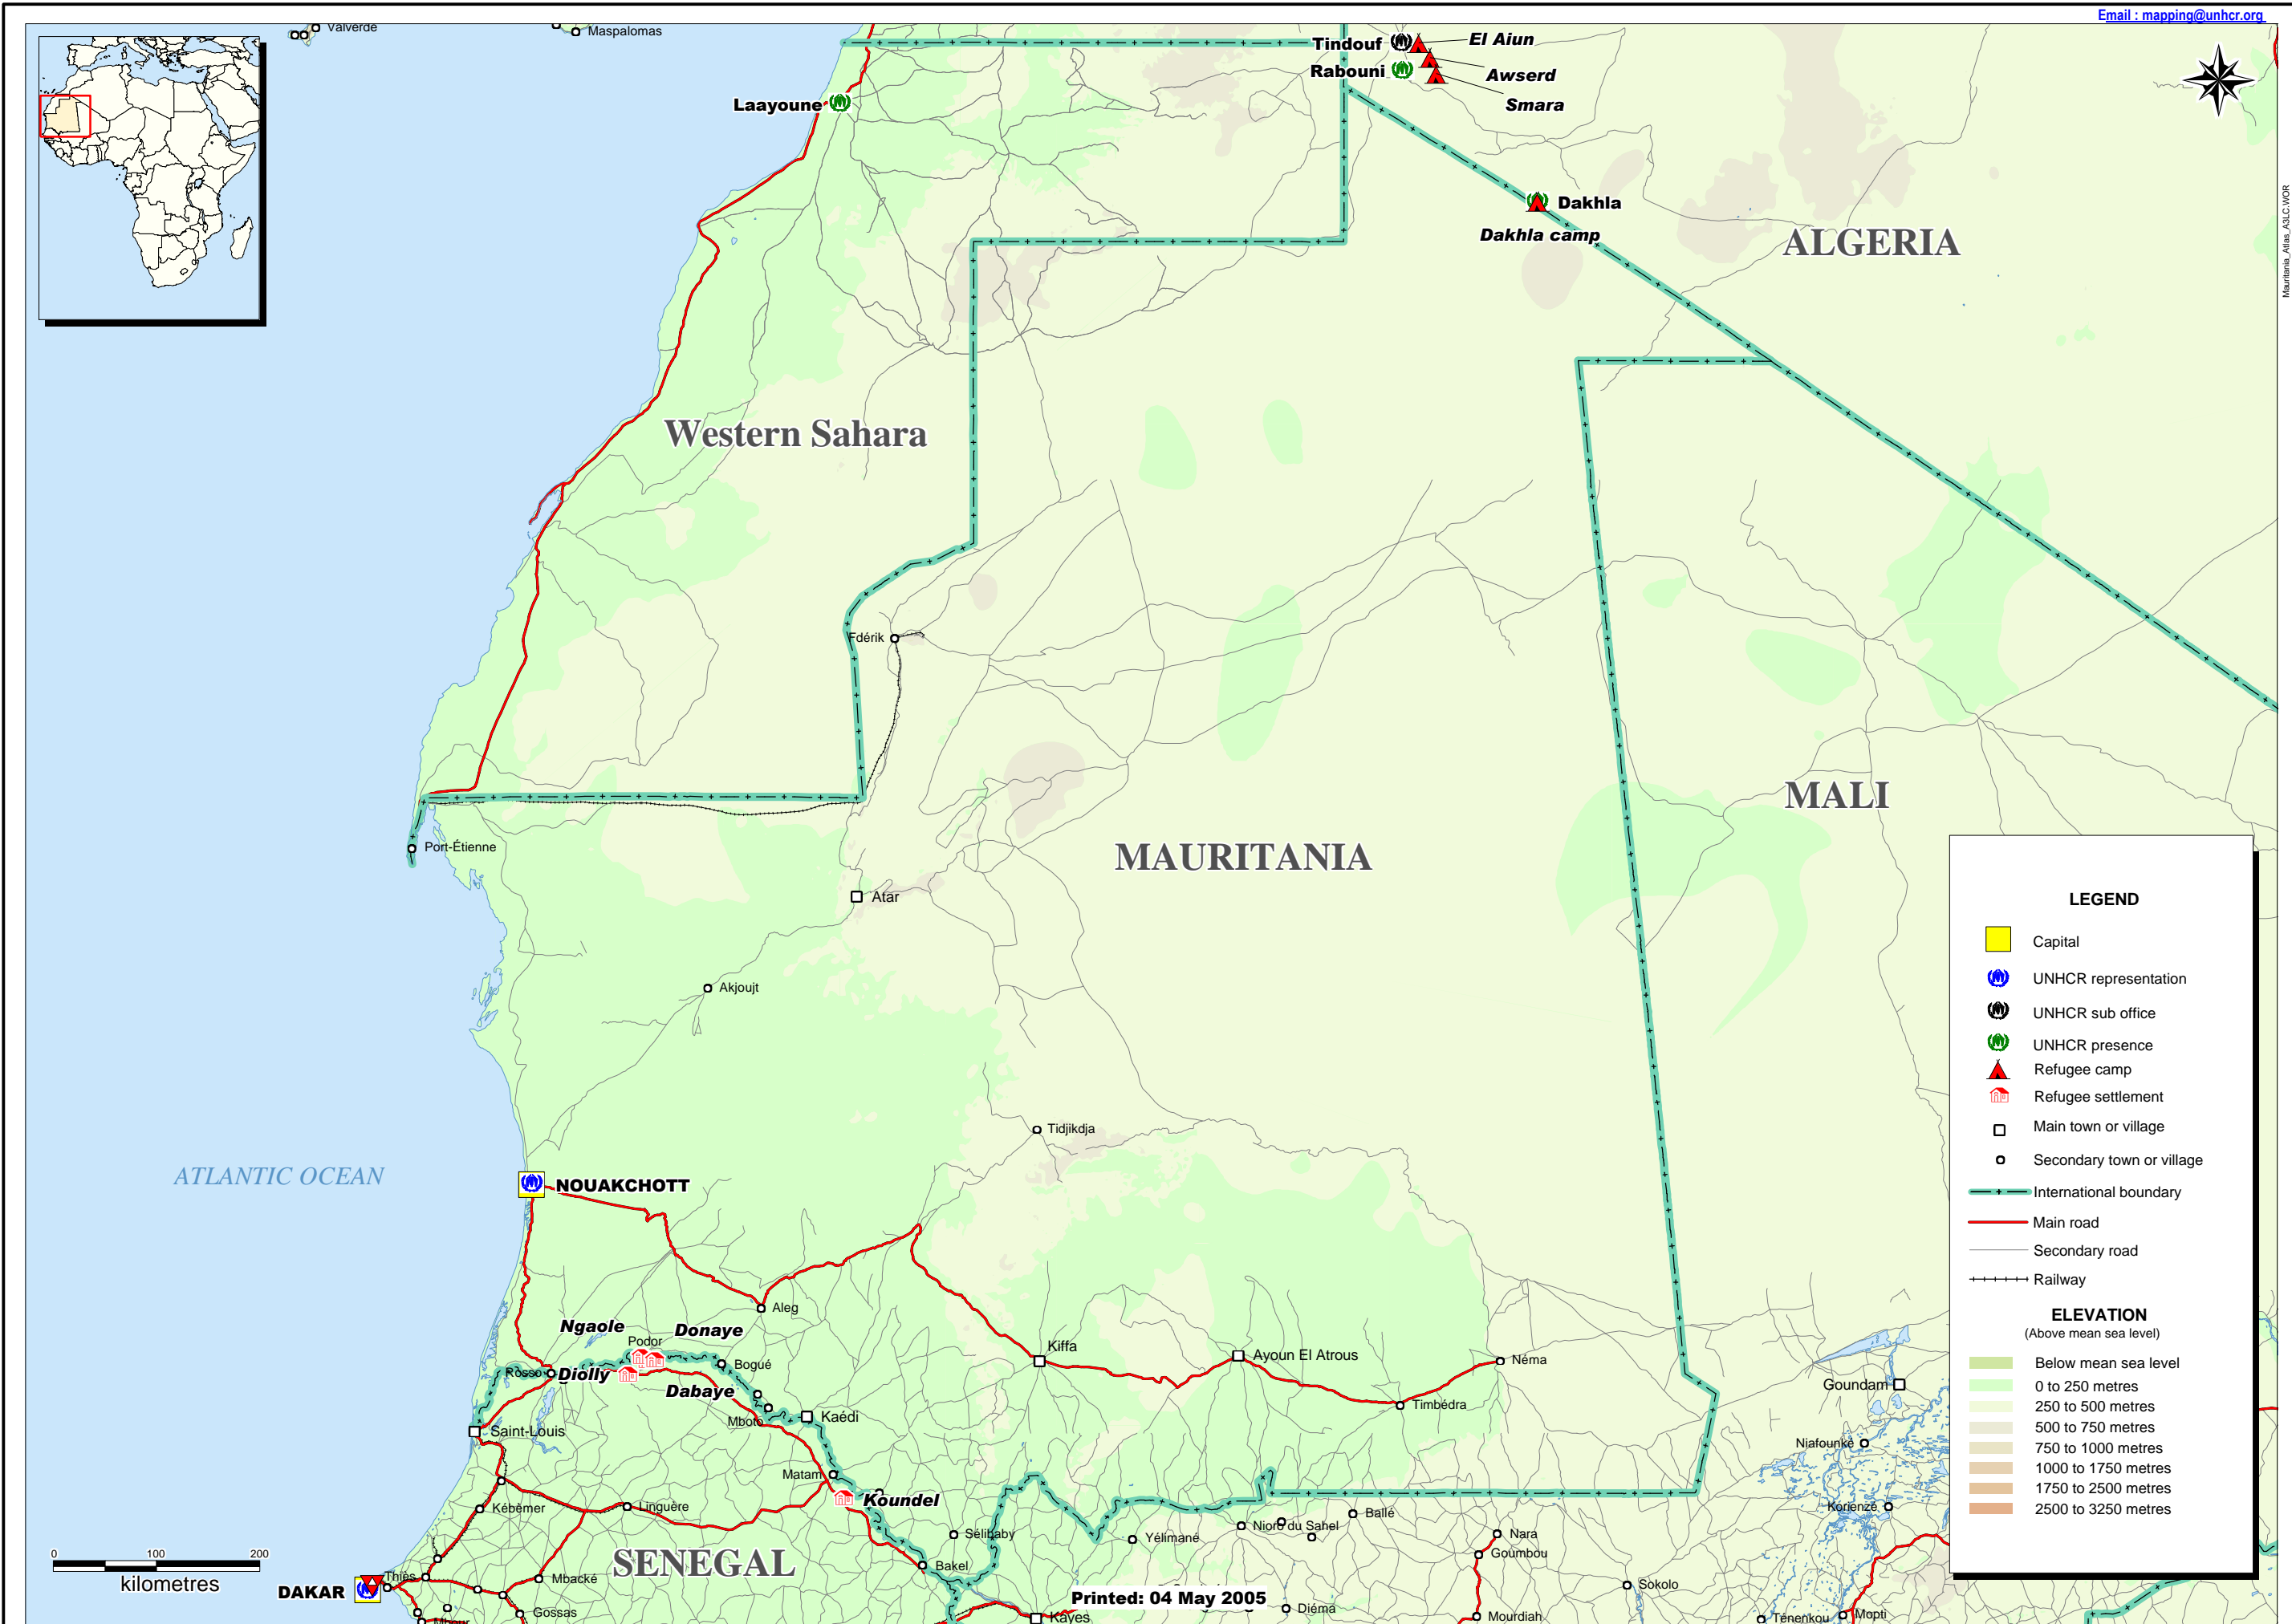 Email : mapping@unhcr.org
Valverde
Maspalomas
Tindouf
El Aiun
Rabouni
Awserd
Smara
Laayoune
Mauritania_Atlas_A3LC.WOR
Dakhla
Dakhla camp
ALGERIA
Western Sahara
Fdérik
MALI
Port-Étienne
MAURITANIA
Atar
Akjoujt
Tidjikdja
ATLANTIC OCEAN
NOUAKCHOTT
Aleg
Ngaole
Donaye
Podor
Bogué
Kiffa
Ayoun El Atrous
Néma
Rosso
Diolly
Dabaye
Mboto
Kaédi
Timbédra
Goundam
Saint-Louis
Niafounké
Matam
Koundel
Kébèmer
Linguère
Korienzé
Sélibaby
Yélimané
Nioro du Sahel
Ballé
Nara
Goumbou
SENEGAL
Bakel
0 100 200
kilometres
DAKAR
Thiès
Mbacké
Gossas
Mbour
Printed: 04 May 2005
Kayes
Diéma
Mourdiah
Sokolo
Ténenkou
Mopti
LEGEND
Capital
UNHCR representation
UNHCR sub office
UNHCR presence
Refugee camp
Refugee settlement
Main town or village
Secondary town or village
International boundary
Main road
Secondary road
Railway
ELEVATION
(Above mean sea level)
Below mean sea level
0 to 250 metres
250 to 500 metres
500 to 750 metres
750 to 1000 metres
1000 to 1750 metres
1750 to 2500 metres
2500 to 3250 metres